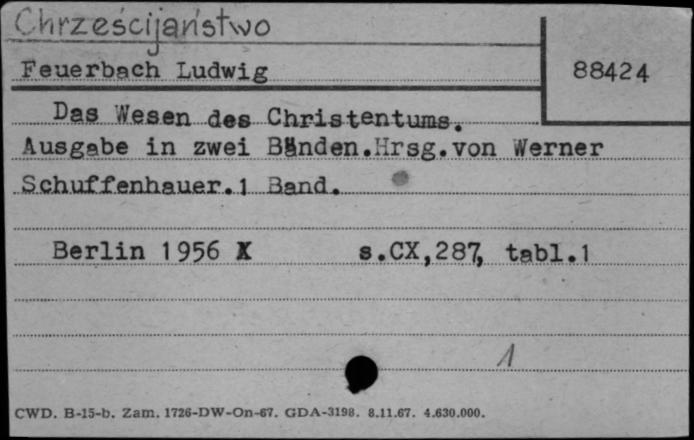 Chrześcijaństwo
Feuerbach Ludwig
88424
Das Wesen des Christentums.
Ausgabe in zwei Bänden.Hrsg.von Werner
Schuffenhauer.1 Band.
Berlin 1956 X s.CX,287, tabl.1
1
CWD. B-15-b. Zam. 1726-DW-On-67. GDA-3198. 8.11.67. 4.630.000.